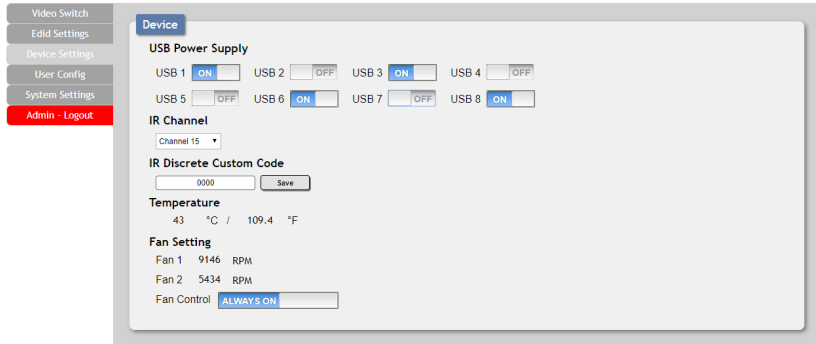 Video Switch
Edid Settings
Device Settings
User Config
System Settings
Admin - Logout
Device
USB Power Supply
USB 1 ON USB 2 OFF USB 3 ON USB 4 OFF
USB 5 OFF USB 6 ON USB 7 OFF USB 8 ON
IR Channel
Channel 15
IR Discrete Custom Code
0000 Save
Temperature
43 °C / 109.4 °F
Fan Setting
Fan 1 9146 RPM
Fan 2 5434 RPM
Fan Control ALWAYS ON